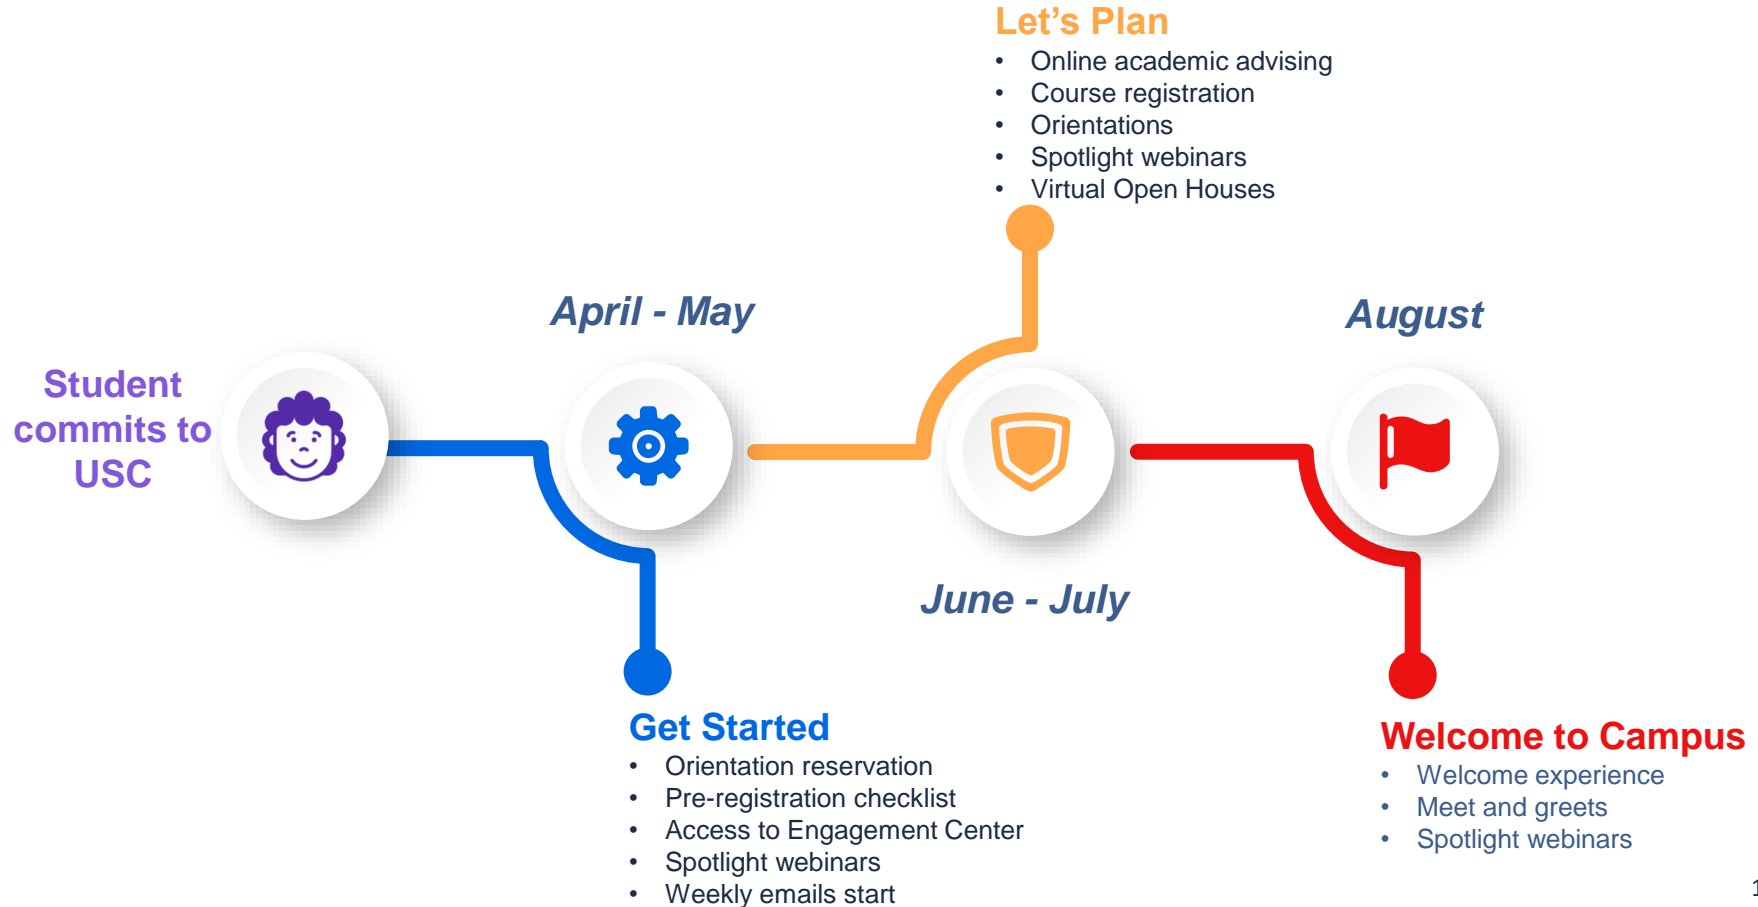 Let’s Plan
• Online academic advising
• Course registration
• Orientations
• Spotlight webinars
• Virtual Open Houses
April - May
August
Student
commits to
USC
June - July
Get Started
• Orientation reservation
• Pre-registration checklist
• Access to Engagement Center
• Spotlight webinars
• Weekly emails start
Welcome to Campus
• Welcome experience
• Meet and greets
• Spotlight webinars
1